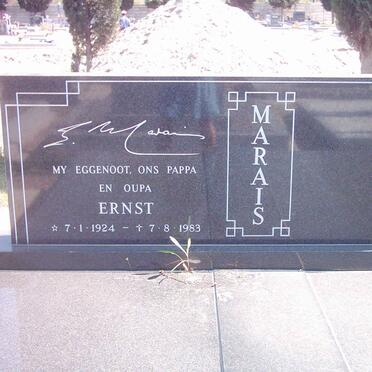 E. Marais
MY EGGENOOT, ONS PAPPA
EN OUPA
ERNST
☆ 7·1·1924 – ✝ 7·8·1983
MARAIS